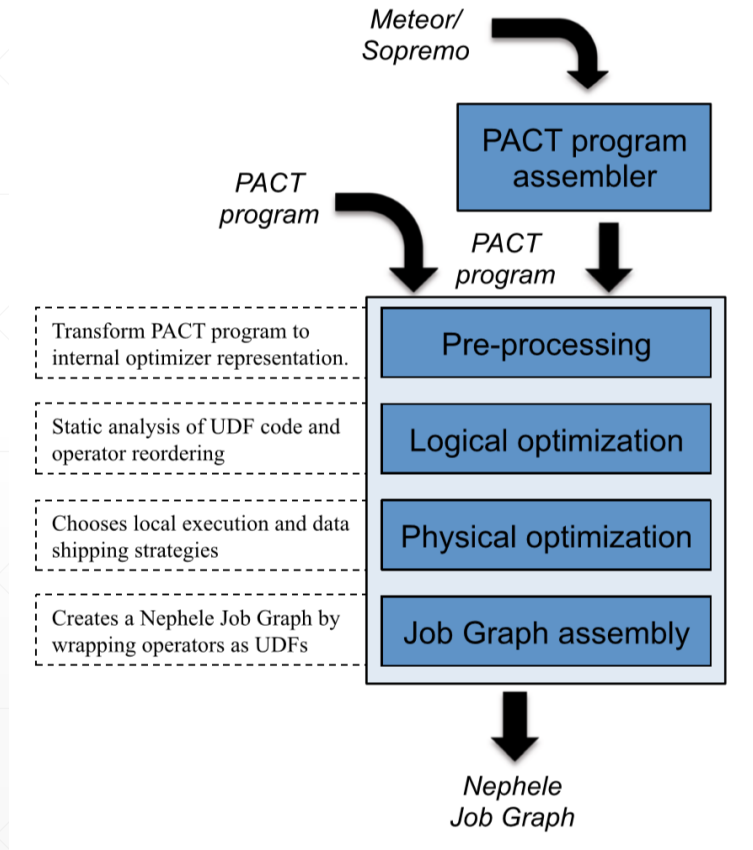 Meteor/
Sopremo
PACT program
assembler
PACT
program
PACT
program
Transform PACT program to
internal optimizer representation.
Pre-processing
Static analysis of UDF code and
operator reordering
Logical optimization
Chooses local execution and data
shipping strategies
Physical optimization
Creates a Nephele Job Graph by
wrapping operators as UDFs
Job Graph assembly
Nephele
Job Graph